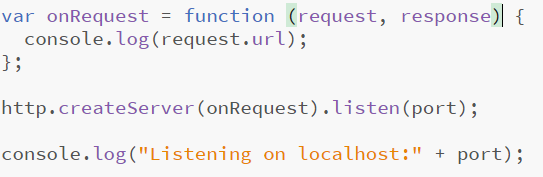 var onRequest = function (request, response) {
  console.log(request.url);
};
http.createServer(onRequest).listen(port);
console.log("Listening on localhost:" + port);